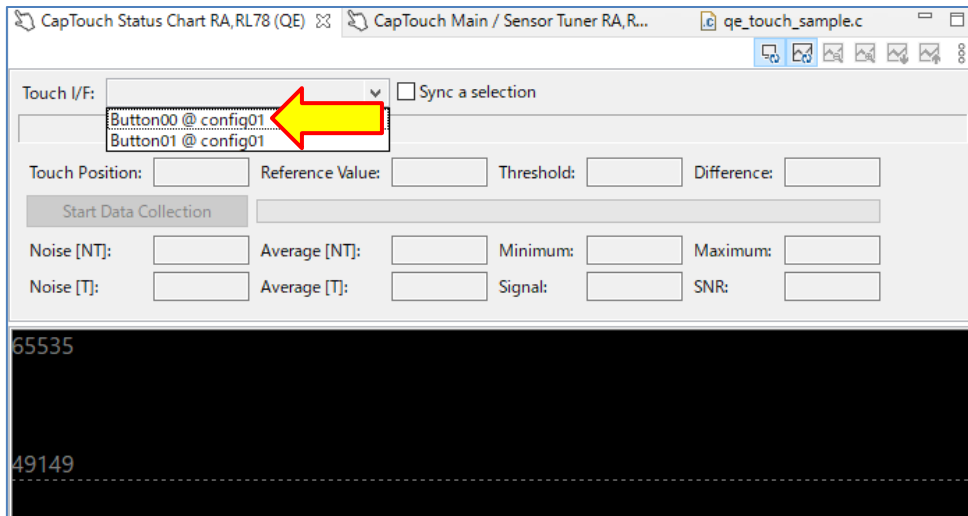 CapTouch Status Chart RA,RL78 (QE) CapTouch Main / Sensor Tuner RA,R... qe_touch_sample.c
Touch I/F: Sync a selection
Button00 @ config01
Button01 @ config01
Touch Position: Reference Value: Threshold: Difference:
Start Data Collection
Noise [NT]: Average [NT]: Minimum: Maximum:
Noise [T]: Average [T]: Signal: SNR:
65535
49149